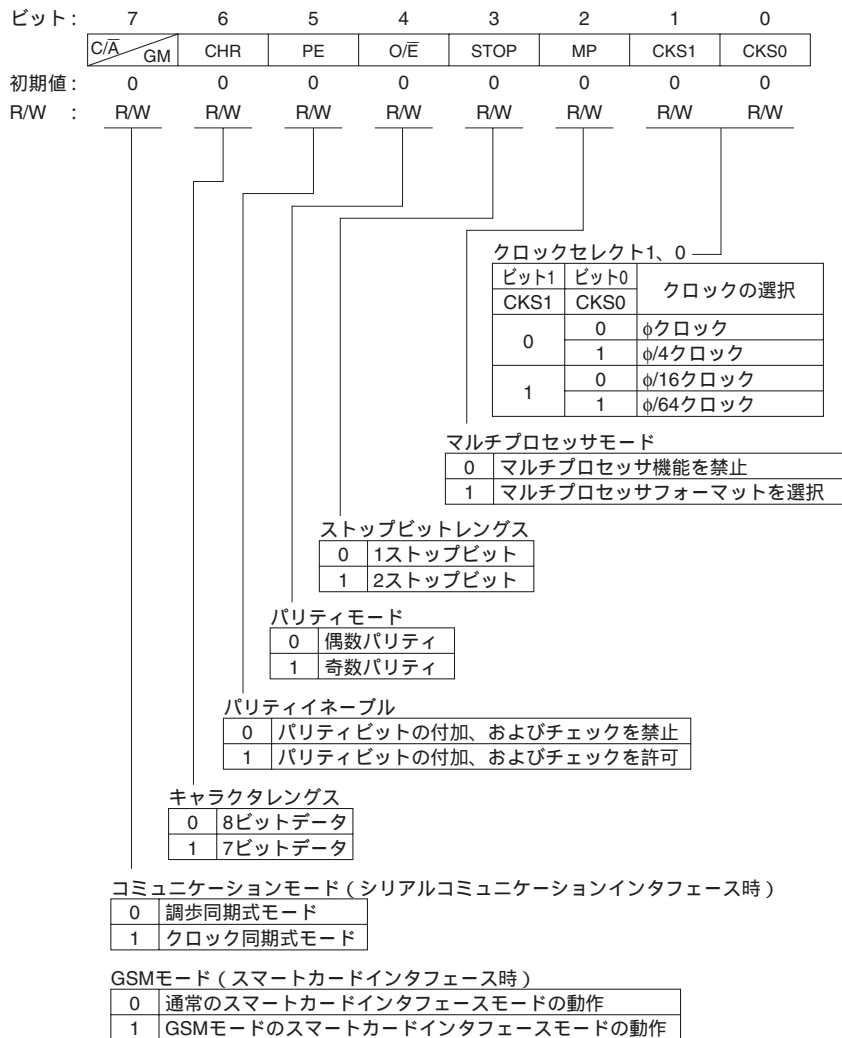 ビット： 7 6 5 4 3 2 1 0
C/A̅ GM CHR PE O/E̅ STOP MP CKS1 CKS0
初期値： 0 0 0 0 0 0 0 0
R/W ： R/W R/W R/W R/W R/W R/W R/W R/W
クロックセレクト1、0
ビット1 ビット0 クロックの選択
CKS1 CKS0
0 0 φクロック
1 φ/4クロック
1 0 φ/16クロック
1 φ/64クロック
マルチプロセッサモード
0 マルチプロセッサ機能を禁止
1 マルチプロセッサフォーマットを選択
ストップビットレングス
0 1ストップビット
1 2ストップビット
パリティモード
0 偶数パリティ
1 奇数パリティ
パリティイネーブル
0 パリティビットの付加、およびチェックを禁止
1 パリティビットの付加、およびチェックを許可
キャラクタレングス
0 8ビットデータ
1 7ビットデータ
コミュニケーションモード（シリアルコミュニケーションインタフェース時）
0 調歩同期式モード
1 クロック同期式モード
GSMモード（スマートカードインタフェース時）
0 通常のスマートカードインタフェースモードの動作
1 GSMモードのスマートカードインタフェースモードの動作